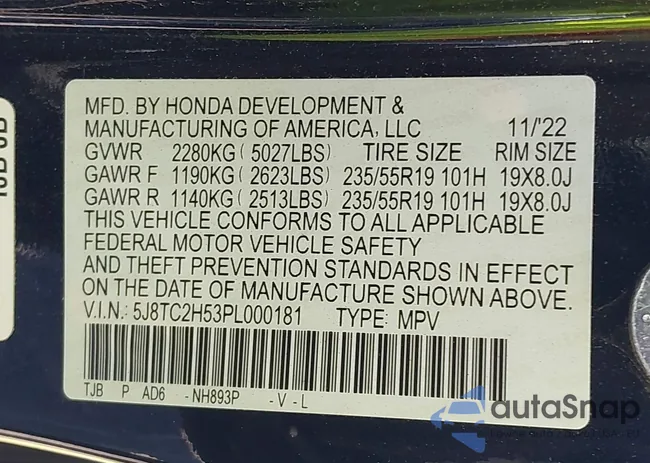 MFD. BY HONDA DEVELOPMENT &
MANUFACTURING OF AMERICA, LLC 11/'22
GVWR 2280KG ( 5027LBS) TIRE SIZE RIM SIZE
GAWR F 1190KG (2623LBS) 235/55R19 101H 19X8.0J
GAWR R 1140KG (2513LBS) 235/55R19 101H 19X8.0J
THIS VEHICLE CONFORMS TO ALL APPLICABLE
FEDERAL MOTOR VEHICLE SAFETY
AND THEFT PREVENTION STANDARDS IN EFFECT
ON THE DATE OF MANUFACTURE SHOWN ABOVE.
V.I.N.: 5J8TC2H53PL000181 TYPE: MPV
TJB P AD6 -NH893P -V - L
autoSnap